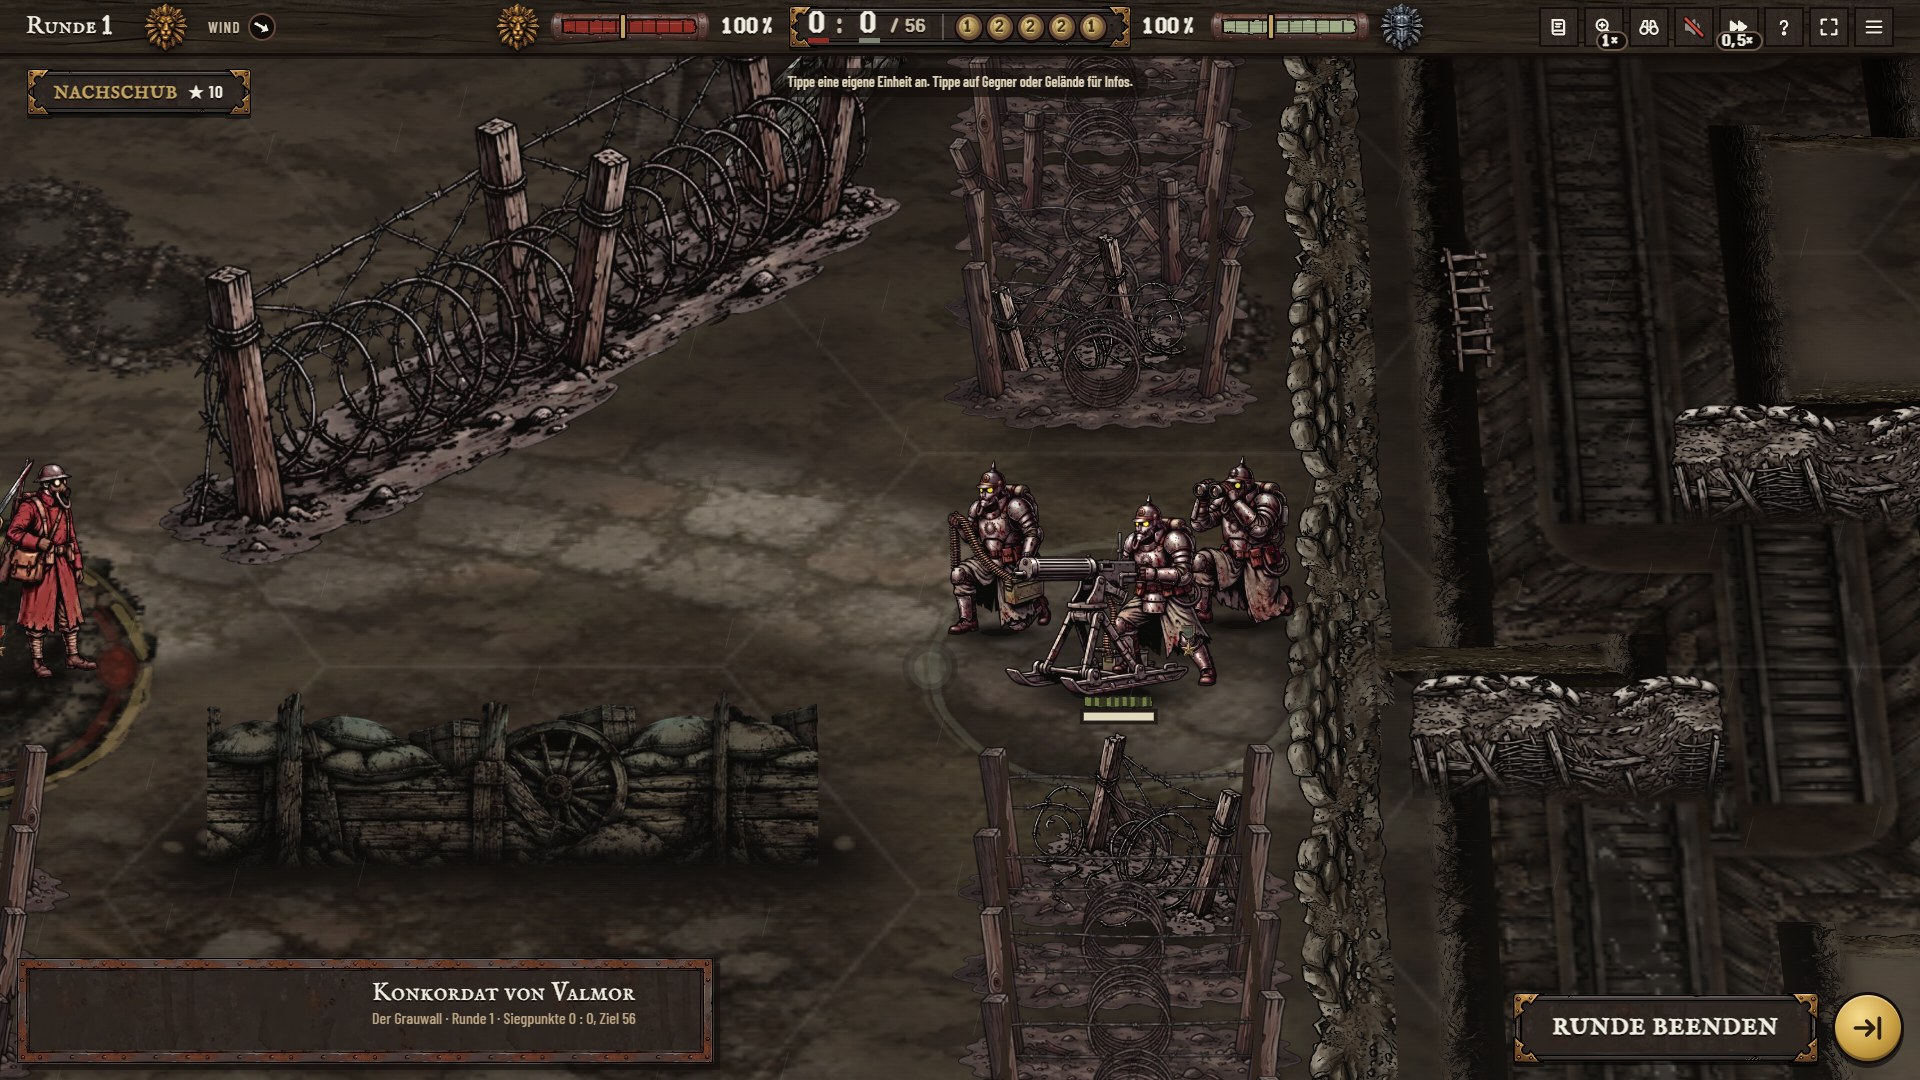 Runde 1
WIND
100%
0 : 0 / 56
1 2 2 2 1
100%
1×
0,5×
?
NACHSCHUB ★ 10
Tippe eine eigene Einheit an. Tippe auf Gegner oder Gelände für Infos.
Konkordat von Valmor
Der Grauwall · Runde 1 · Siegpunkte 0 : 0, Ziel 56
RUNDE BEENDEN